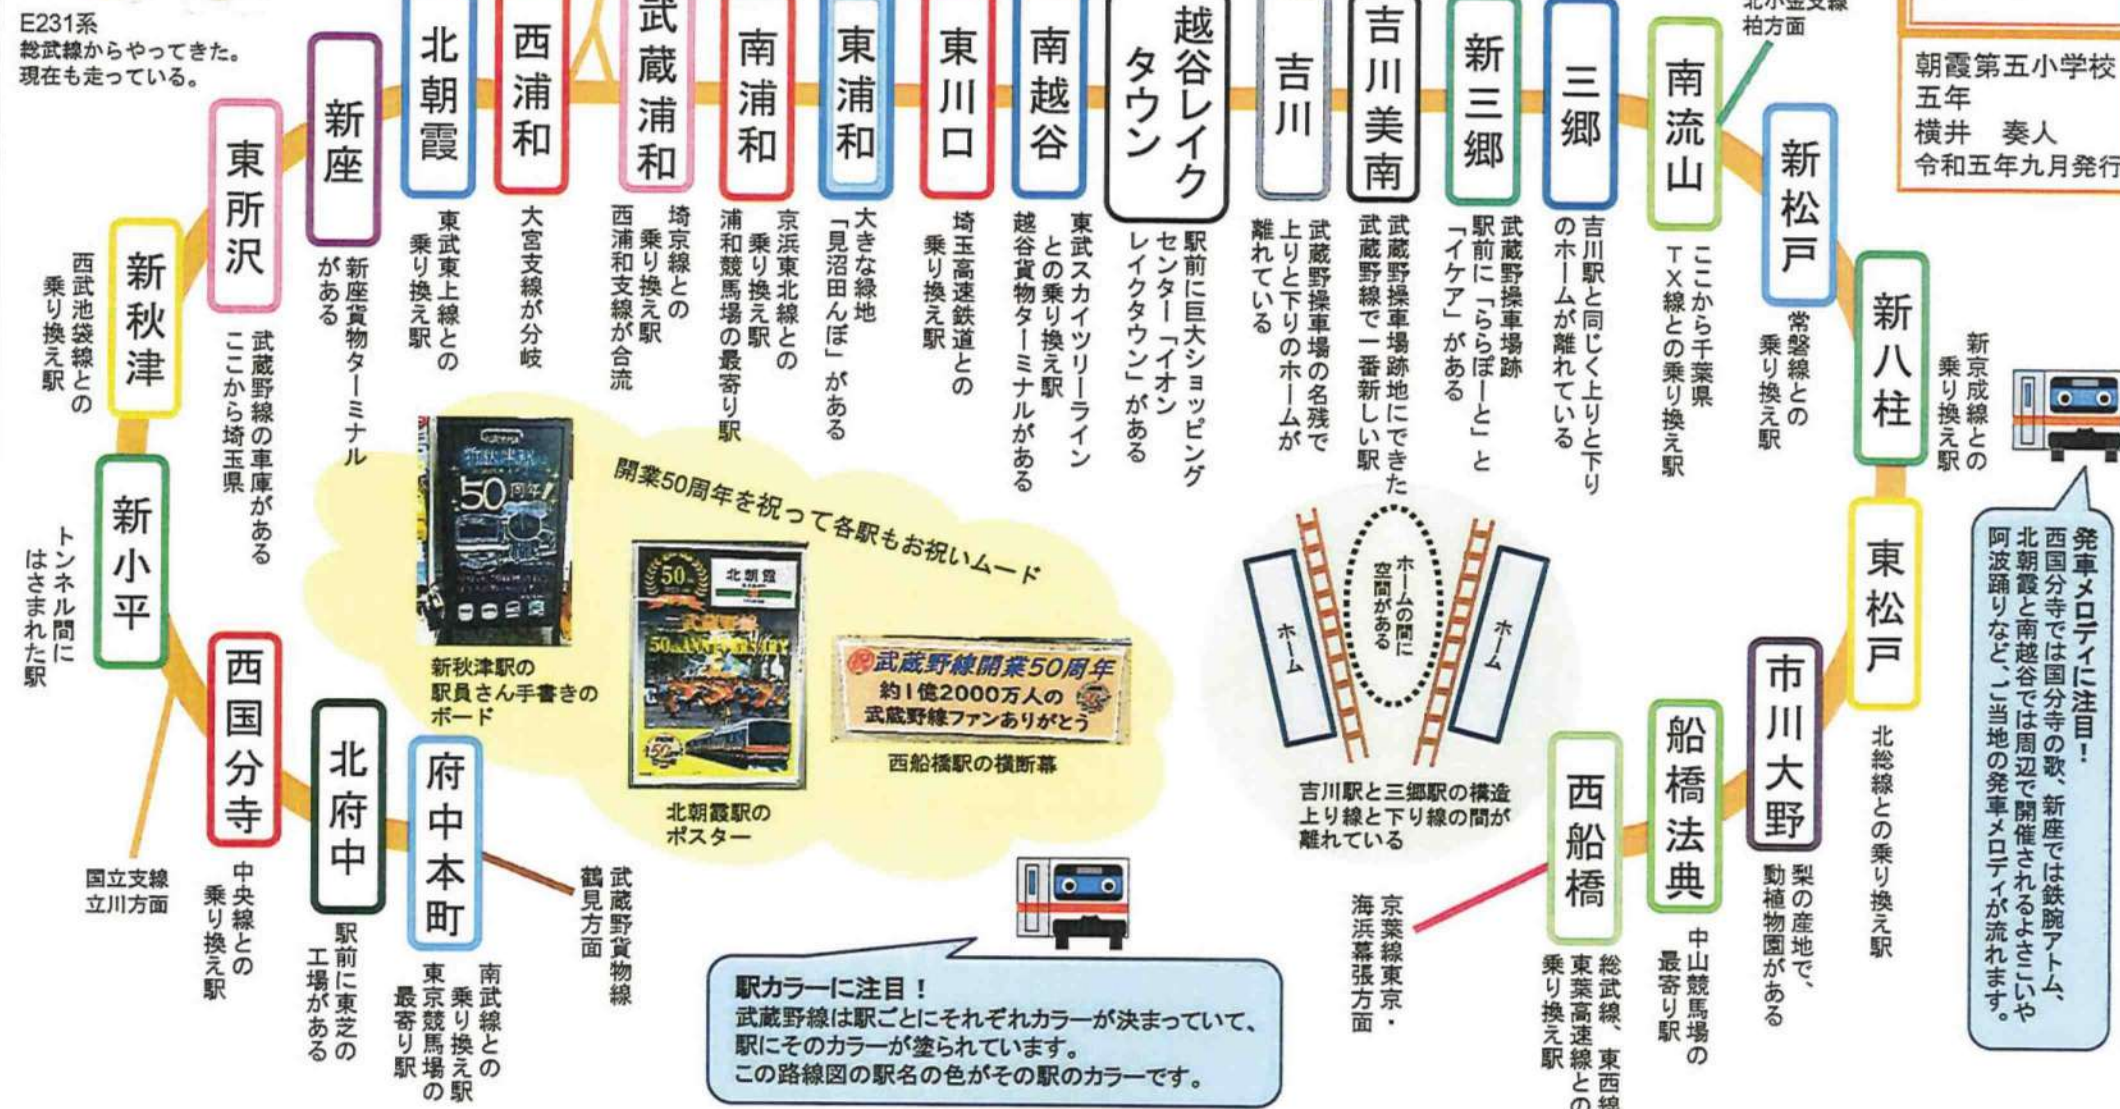 E231系
総武線からやってきた。
現在も走っている。
府中本町
南武線との
乗り換え駅
東京競馬場の
最寄り駅
武蔵野貨物線
鶴見方面
北府中
駅前に東芝の
工場がある
西国分寺
中央線との
乗り換え駅
国立支線
立川方面
新小平
トンネル間に
はさまれた駅
新秋津
西武池袋線との
乗り換え駅
東所沢
武蔵野線の車庫がある
ここから埼玉県
新座
新座貨物ターミナル
がある
北朝霞
東武東上線との
乗り換え駅
西浦和
大宮支線が分岐
武蔵浦和
埼京線との
乗り換え駅
西浦和支線が合流
南浦和
京浜東北線との
乗り換え駅
浦和競馬場の最寄り駅
東浦和
大きな緑地
「見沼田んぼ」がある
東川口
埼玉高速鉄道との
乗り換え駅
南越谷
東武スカイツリーライン
との乗り換え駅
越谷貨物ターミナルがある
越谷レイク
タウン
駅前に巨大ショッピング
センター「イオン
レイクタウン」がある
吉川
武蔵野操車場の名残で
上りと下りのホームが
離れている
吉川美南
武蔵野操車場跡地にできた
武蔵野線で一番新しい駅
新三郷
武蔵野操車場跡
駅前に「ららぽーと」と
「イケア」がある
三郷
吉川駅と同じく上りと下り
のホームが離れている
南流山
ここから千葉県
TX線との乗り換え駅
北小金支線
柏方面
新松戸
常磐線との
乗り換え駅
新八柱
新京成線との
乗り換え駅
東松戸
北総線との乗り換え駅
市川大野
梨の産地で、
動植物園がある
船橋法典
中山競馬場の
最寄り駅
西船橋
総武線、東西線
東葉高速線との
乗り換え駅
京葉線東京・
海浜幕張方面
朝霞第五小学校
五年
横井 奏人
令和五年九月発行
開業50周年を祝って各駅もお祝いムード
新秋津駅
50周年!
新秋津駅の
駅員さん手書きの
ボード
50
北朝霞
武蔵野線
50th ANNIVERSARY
北朝霞駅の
ポスター
祝武蔵野線開業50周年
約1億2000万人の
武蔵野線ファンありがとう
西船橋駅の横断幕
ホーム
ホームの間に
空間がある
ホーム
吉川駅と三郷駅の構造
上り線と下り線の間が
離れている
発車メロディに注目!
西国分寺では国分寺の歌、新座では鉄腕アトム、
北朝霞と南越谷では周辺で開催されるよさこいや
阿波踊りなど、ご当地の発車メロディが流れます。
駅カラーに注目!
武蔵野線は駅ごとにそれぞれカラーが決まっていて、
駅にそのカラーが塗られています。
この路線図の駅名の色がその駅のカラーです。